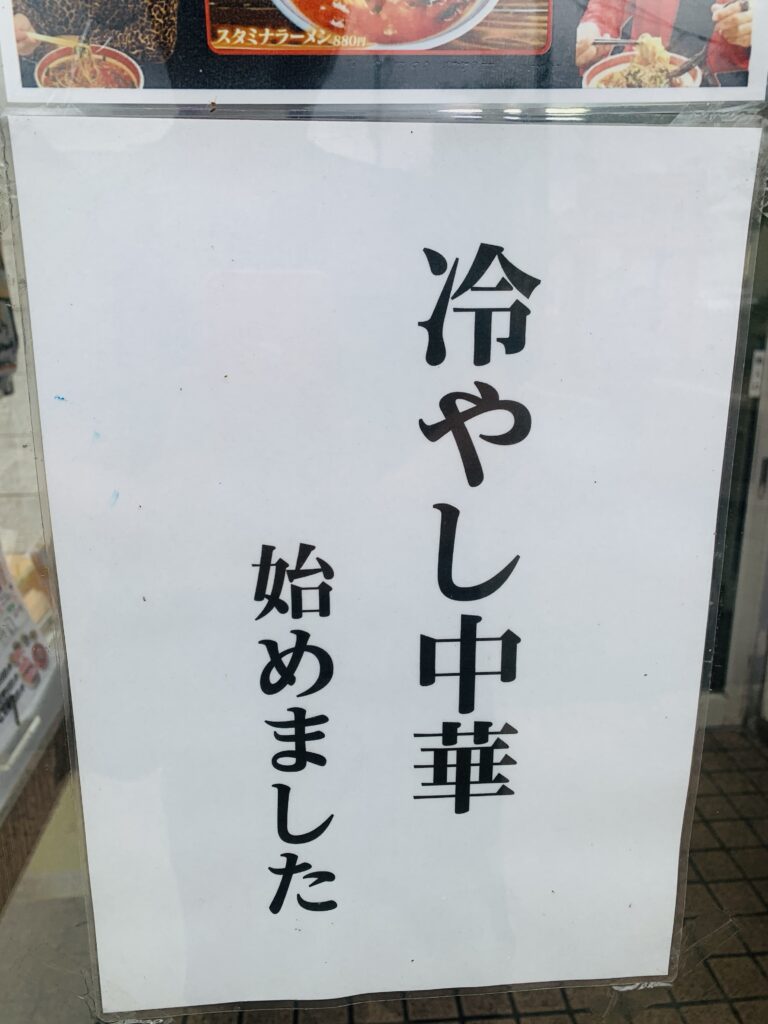 スタミナラーメン 880円
冷やし中華
始めました